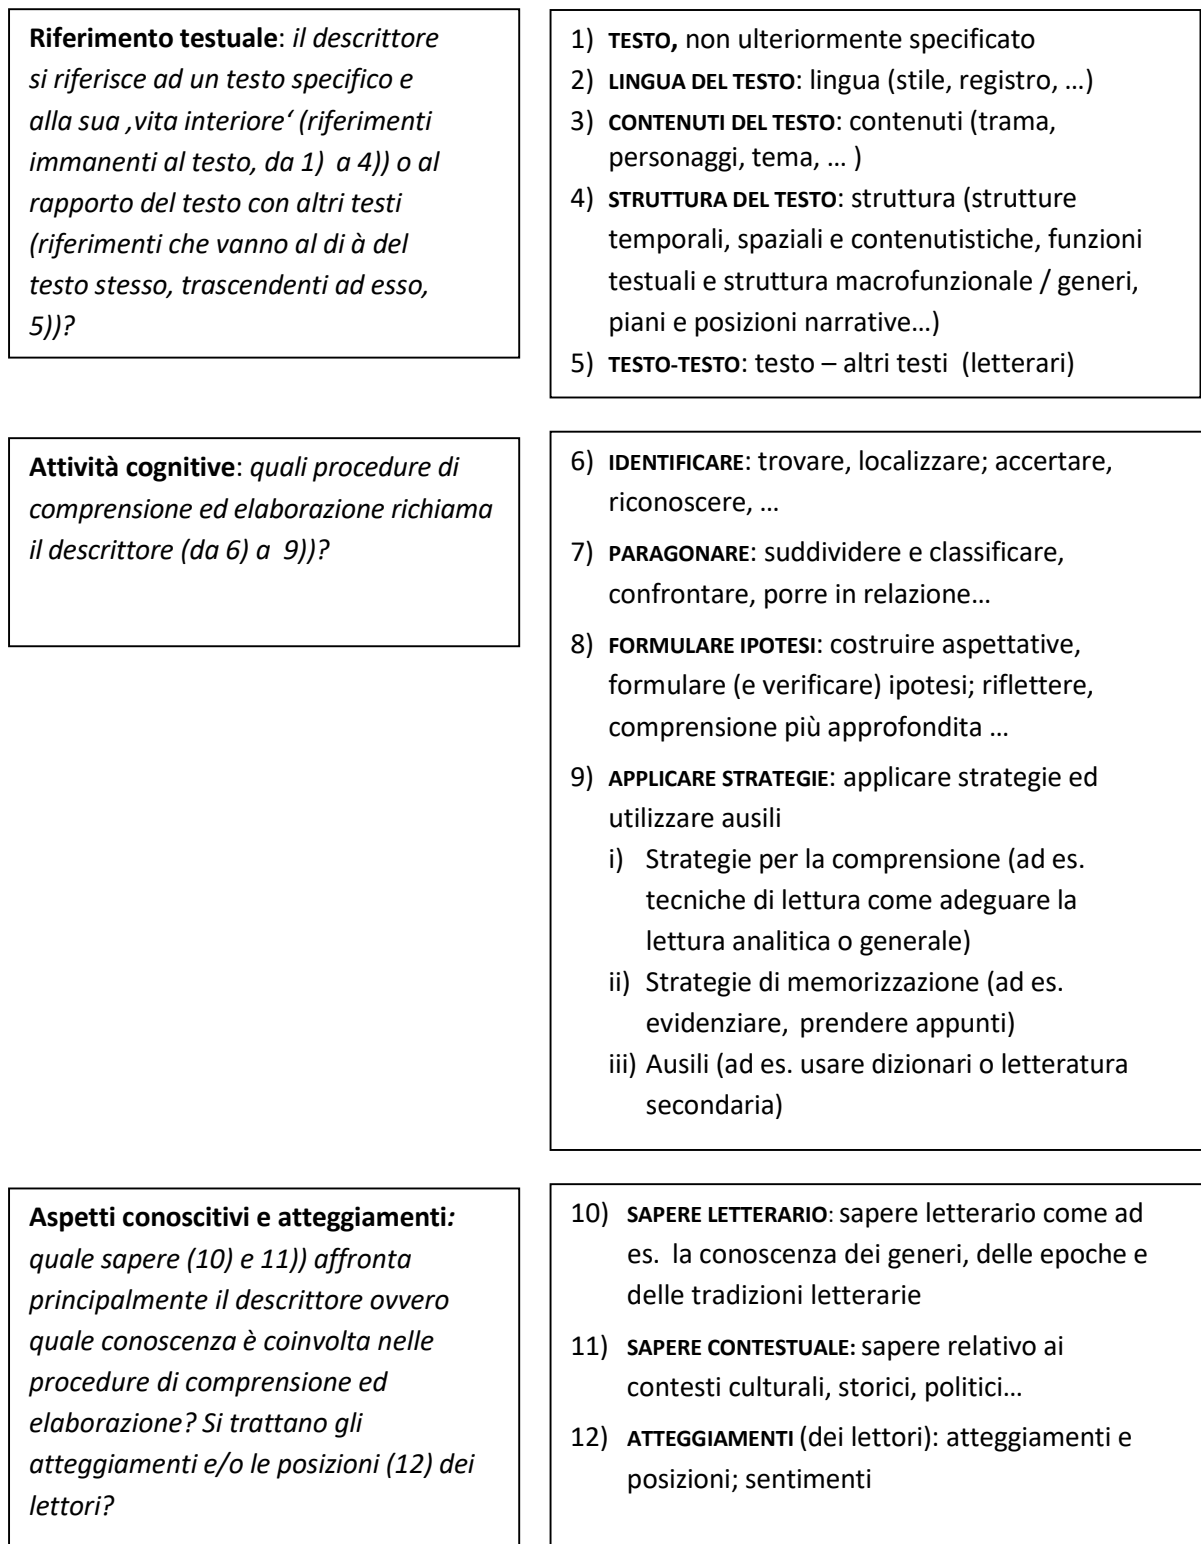 Riferimento testuale: il descrittore
si riferisce ad un testo specifico e
alla sua ‚vita interiore‘ (riferimenti
immanenti al testo, da 1) a 4)) o al
rapporto del testo con altri testi
(riferimenti che vanno al di à del
testo stesso, trascendenti ad esso,
5))?
1) TESTO, non ulteriormente specificato
2) LINGUA DEL TESTO: lingua (stile, registro, …)
3) CONTENUTI DEL TESTO: contenuti (trama,
personaggi, tema, … )
4) STRUTTURA DEL TESTO: struttura (strutture
temporali, spaziali e contenutistiche, funzioni
testuali e struttura macrofunzionale / generi,
piani e posizioni narrative…)
5) TESTO-TESTO: testo – altri testi (letterari)
Attività cognitive: quali procedure di
comprensione ed elaborazione richiama
il descrittore (da 6) a 9))?
6) IDENTIFICARE: trovare, localizzare; accertare,
riconoscere, …
7) PARAGONARE: suddividere e classificare,
confrontare, porre in relazione…
8) FORMULARE IPOTESI: costruire aspettative,
formulare (e verificare) ipotesi; riflettere,
comprensione più approfondita …
9) APPLICARE STRATEGIE: applicare strategie ed
utilizzare ausili
i) Strategie per la comprensione (ad es.
tecniche di lettura come adeguare la
lettura analitica o generale)
ii) Strategie di memorizzazione (ad es.
evidenziare, prendere appunti)
iii) Ausili (ad es. usare dizionari o letteratura
secondaria)
Aspetti conoscitivi e atteggiamenti:
quale sapere (10) e 11)) affronta
principalmente il descrittore ovvero
quale conoscenza è coinvolta nelle
procedure di comprensione ed
elaborazione? Si trattano gli
atteggiamenti e/o le posizioni (12) dei
lettori?
10) SAPERE LETTERARIO: sapere letterario come ad
es. la conoscenza dei generi, delle epoche e
delle tradizioni letterarie
11) SAPERE CONTESTUALE: sapere relativo ai
contesti culturali, storici, politici…
12) ATTEGGIAMENTI (dei lettori): atteggiamenti e
posizioni; sentimenti